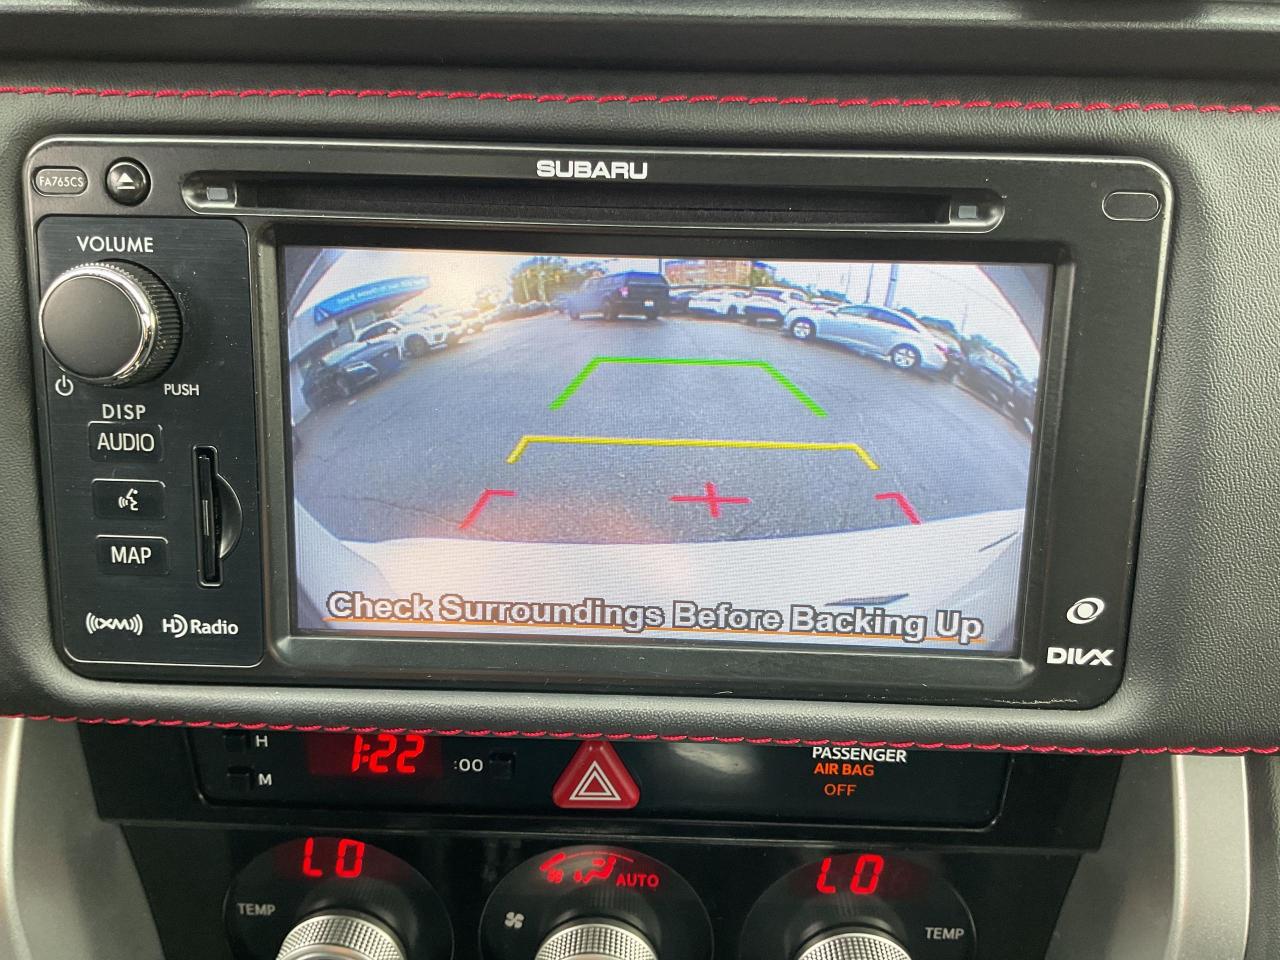 SUBARU
FA765CS
VOLUME
PUSH
DISP
AUDIO
MAP
((XM))
HD Radio
Check Surroundings Before Backing Up
DIVX
H
1:22
:00
M
PASSENGER
AIR BAG
OFF
LO
AUTO
LO
TEMP
TEMP